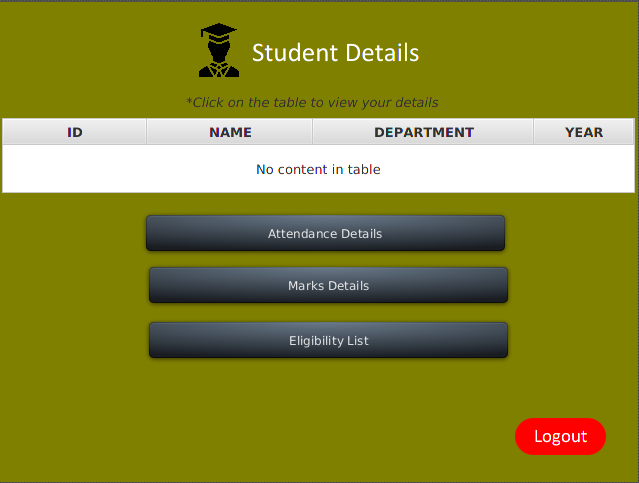 Student Details
*Click on the table to view your details
ID NAME DEPARTMENT YEAR
No content in table
Attendance Details
Marks Details
Eligibility List
Logout